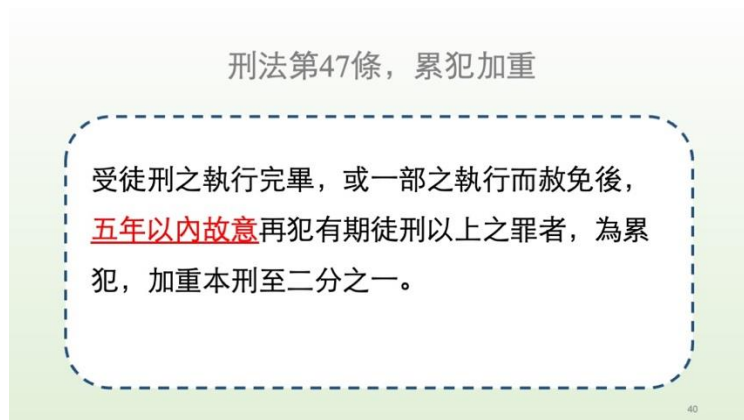 刑法第47條，累犯加重
受徒刑之執行完畢，或一部之執行而赦免後，
五年以內故意再犯有期徒刑以上之罪者，為累
犯，加重本刑至二分之一。
40